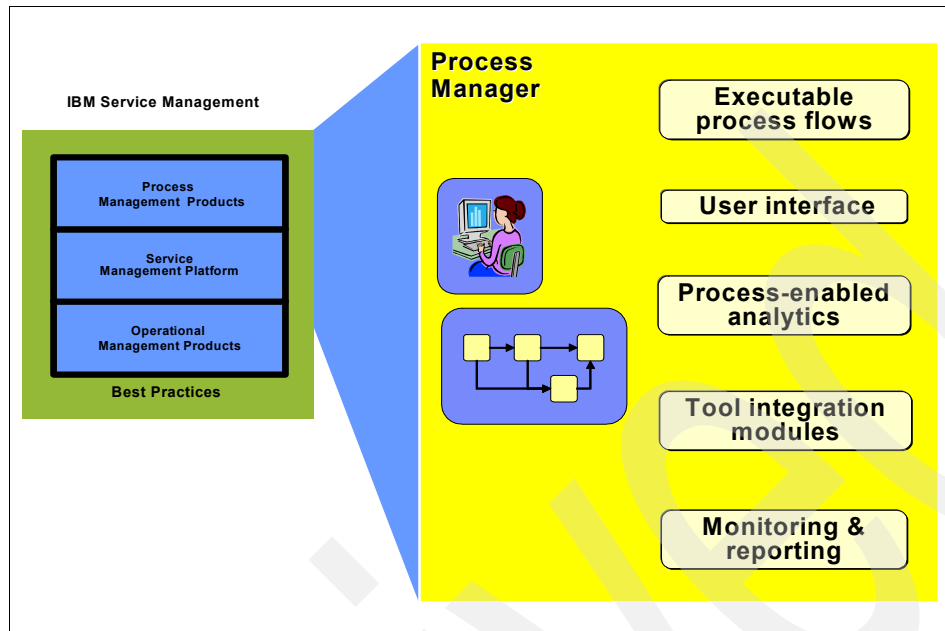 IBM Service Management
Process
Management Products
Service
Management Platform
Operational
Management Products
Best Practices
Process
Manager
Executable
process flows
User interface
Process-enabled
analytics
Tool integration
modules
Monitoring &
reporting